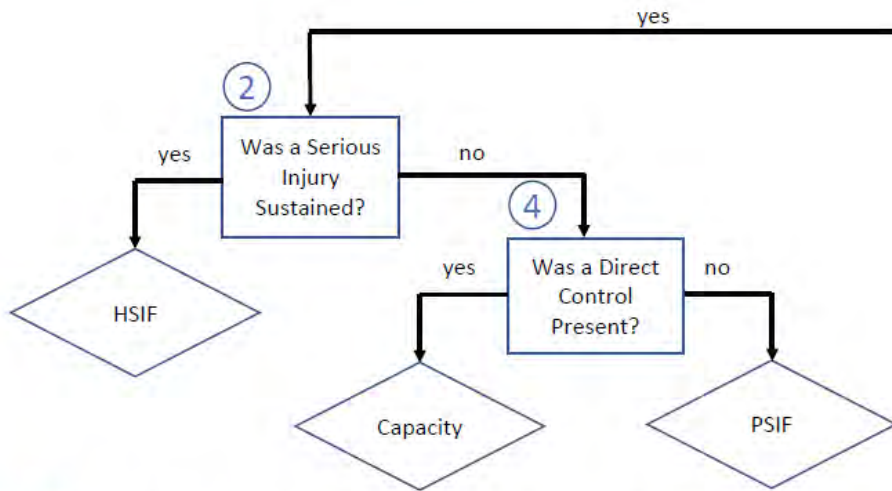 yes
2
Was a Serious
Injury
Sustained?
yes
no
4
Was a Direct
Control
Present?
yes
no
HSIF
Capacity
PSIF